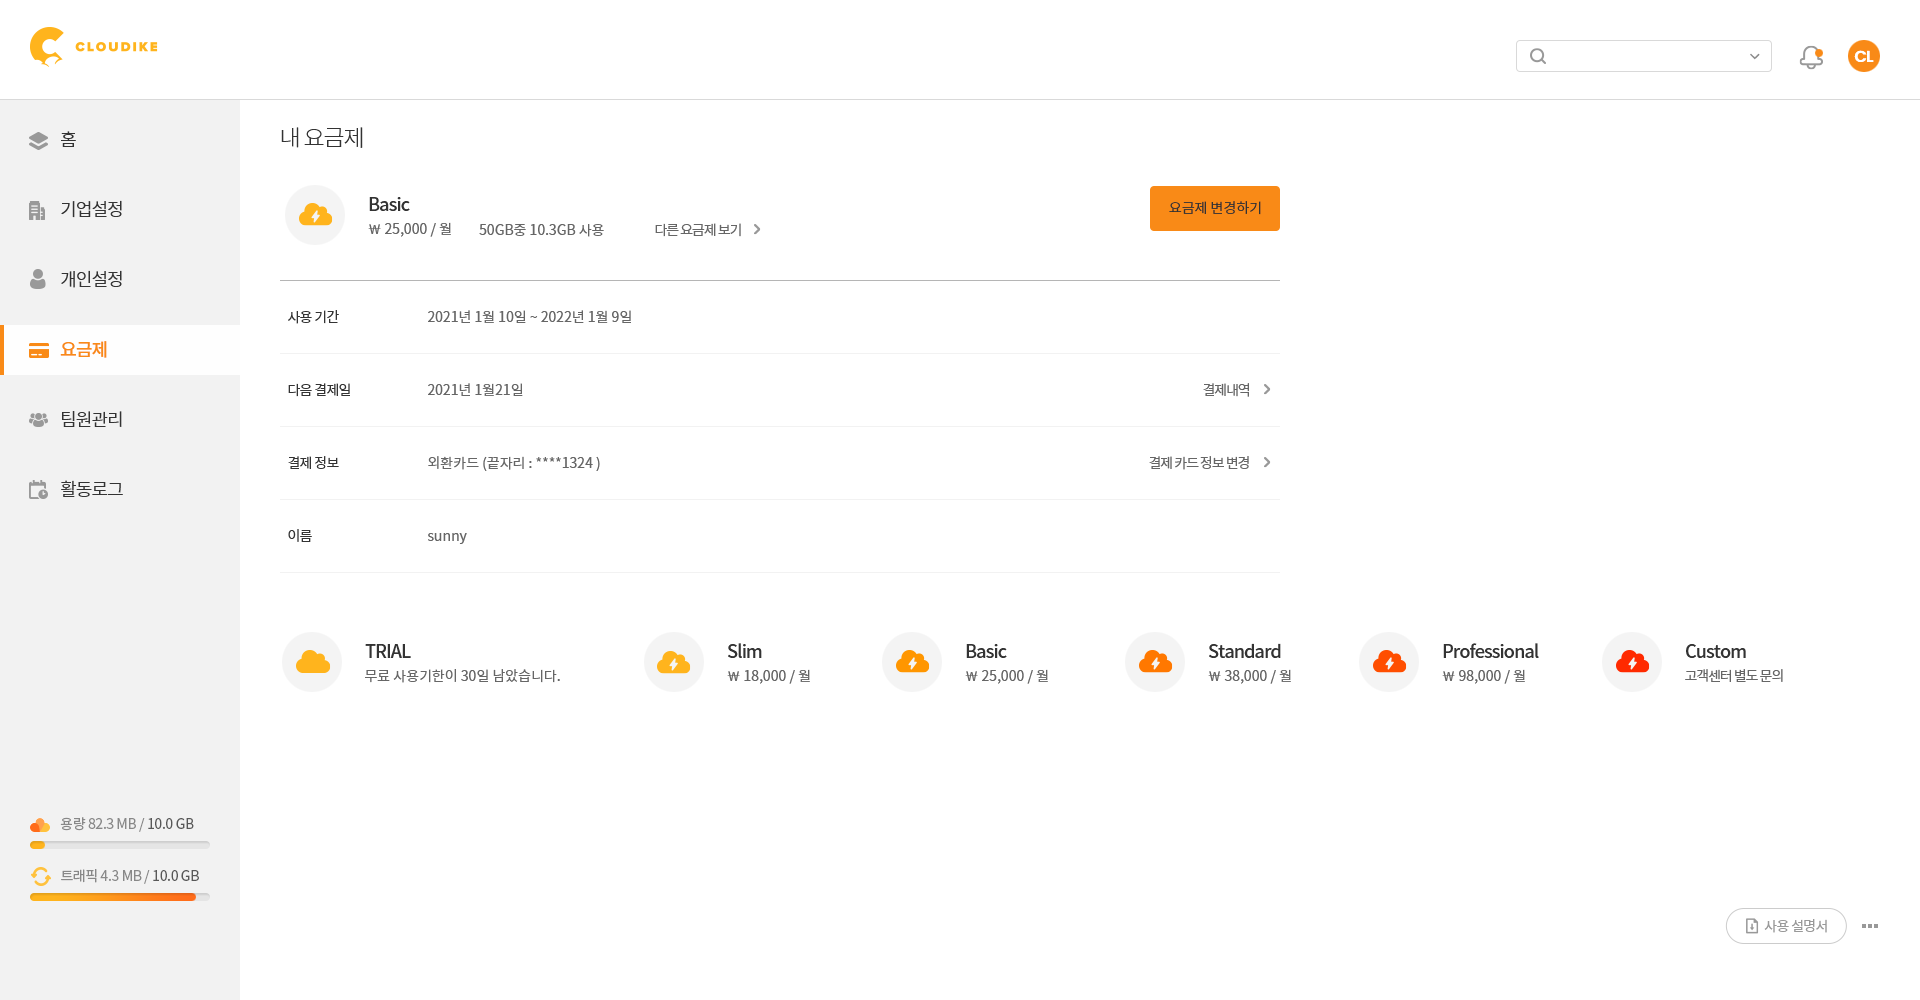 CLOUDIKE
CL
홈
기업설정
개인설정
요금제
팀원관리
활동로그
용량 82.3 MB / 10.0 GB
트래픽 4.3 MB / 10.0 GB
내 요금제
Basic
₩ 25,000 / 월 50GB중 10.3GB 사용 다른 요금제 보기
요금제 변경하기
사용 기간 2021년 1월 10일 ~ 2022년 1월 9일
다음 결제일 2021년 1월21일 결제내역
결제 정보 외환카드 (끝자리 : ****1324 ) 결제 카드 정보 변경
이름 sunny
TRIAL
무료 사용기한이 30일 남았습니다.
Slim
₩ 18,000 / 월
Basic
₩ 25,000 / 월
Standard
₩ 38,000 / 월
Professional
₩ 98,000 / 월
Custom
고객센터 별도 문의
사용 설명서